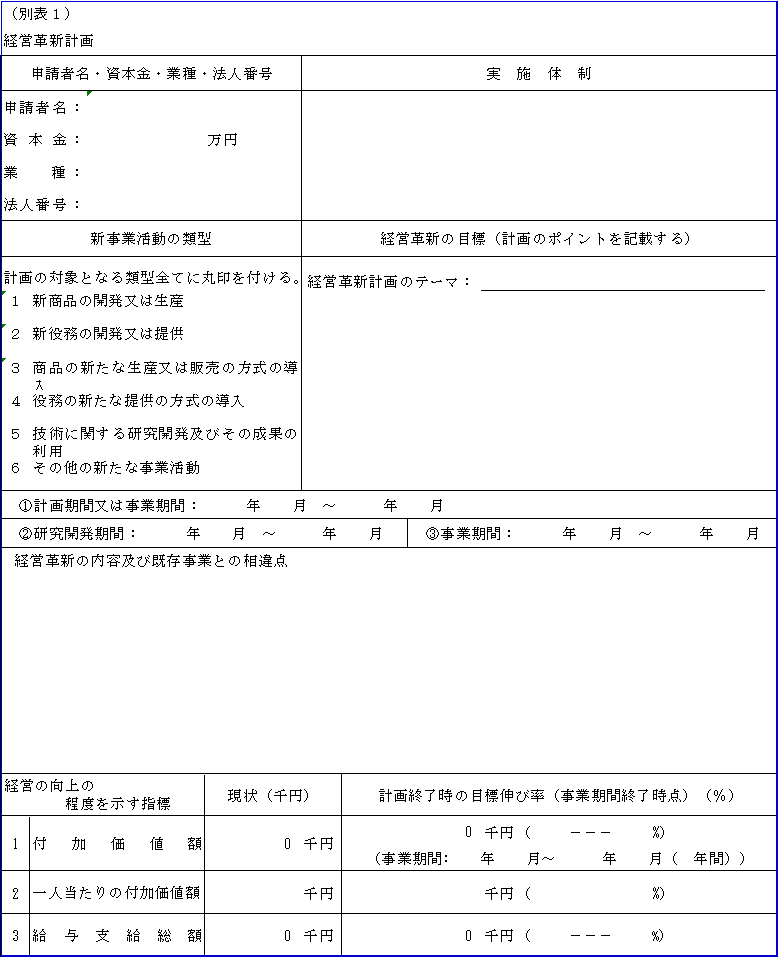 （別表１）
経営革新計画
申請者名・資本金・業種・法人番号
実　施　体　制
申請者名：
資　本　金：　　　　　　　　万円
業　　種：
法人番号：
新事業活動の類型
経営革新の目標（計画のポイントを記載する）
計画の対象となる類型全てに丸印を付ける。
１　新商品の開発又は生産
２　新役務の開発又は提供
３　商品の新たな生産又は販売の方式の導
入
４　役務の新たな提供の方式の導入
５　技術に関する研究開発及びその成果の
利用
６　その他の新たな事業活動
経営革新計画のテーマ：
①計画期間又は事業期間：　　　年　　月　～　　　年　　月
②研究開発期間：　　　年　　月　～　　　年　　月
③事業期間：　　　年　　月　～　　　年　　月
経営革新の内容及び既存事業との相違点
経営の向上の
程度を示す指標
現状（千円）
計画終了時の目標伸び率（事業期間終了時点）（％）
1　付　加　価　値　額　　0　千円　　0　千円（　　－－－　　%）
（事業期間:　　年　　月～　　　年　　月（　年間））
2　一人当たりの付加価値額　　千円　　千円（　　　　%）
3　給　与　支　給　総　額　　0　千円　　0　千円（　　－－－　　%）